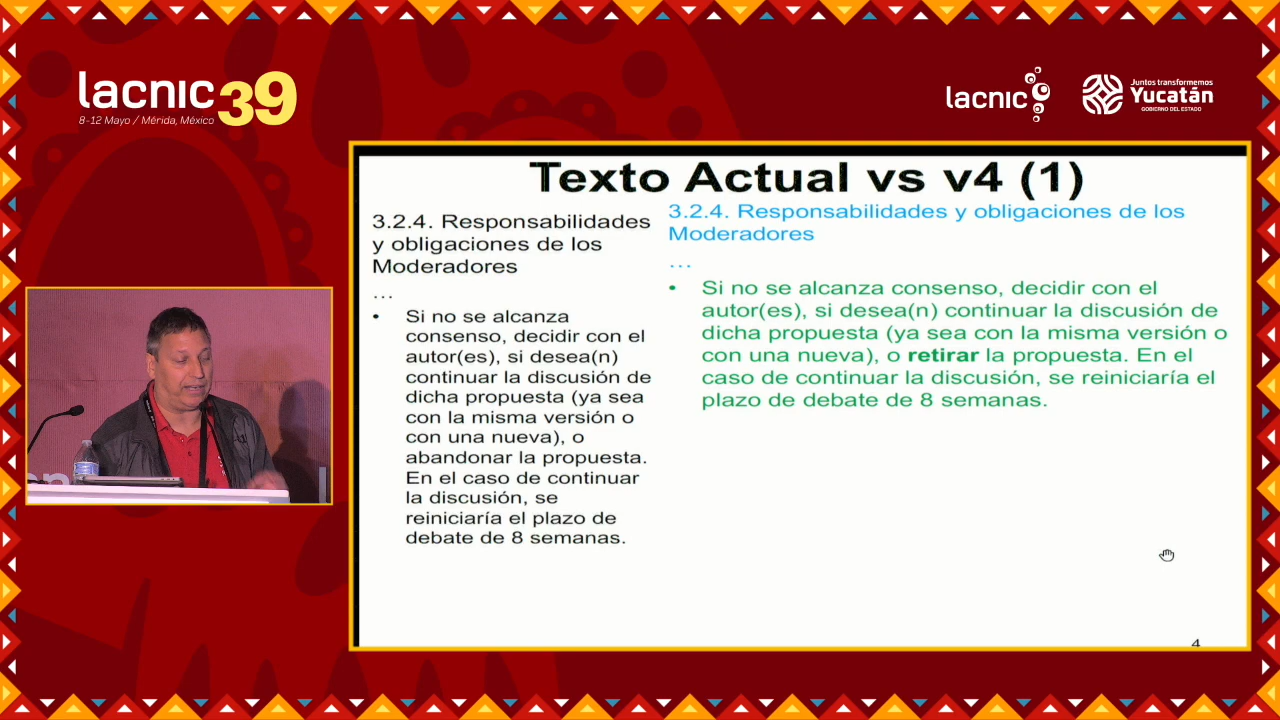 lacnic 39
8-12 Mayo / Mérida, México
lacnic
Juntos transformemos
Yucatán
GOBIERNO DEL ESTADO
Texto Actual vs v4 (1)
3.2.4. Responsabilidades
y obligaciones de los
Moderadores
...
• Si no se alcanza
consenso, decidir con el
autor(es), si desea(n)
continuar la discusión de
dicha propuesta (ya sea
con la misma versión o
con una nueva), o
abandonar la propuesta.
En el caso de continuar
la discusión, se
reiniciaría el plazo de
debate de 8 semanas.
3.2.4. Responsabilidades y obligaciones de los
Moderadores
...
• Si no se alcanza consenso, decidir con el
autor(es), si desea(n) continuar la discusión de
dicha propuesta (ya sea con la misma versión o
con una nueva), o retirar la propuesta. En el
caso de continuar la discusión, se reiniciaría el
plazo de debate de 8 semanas.
4